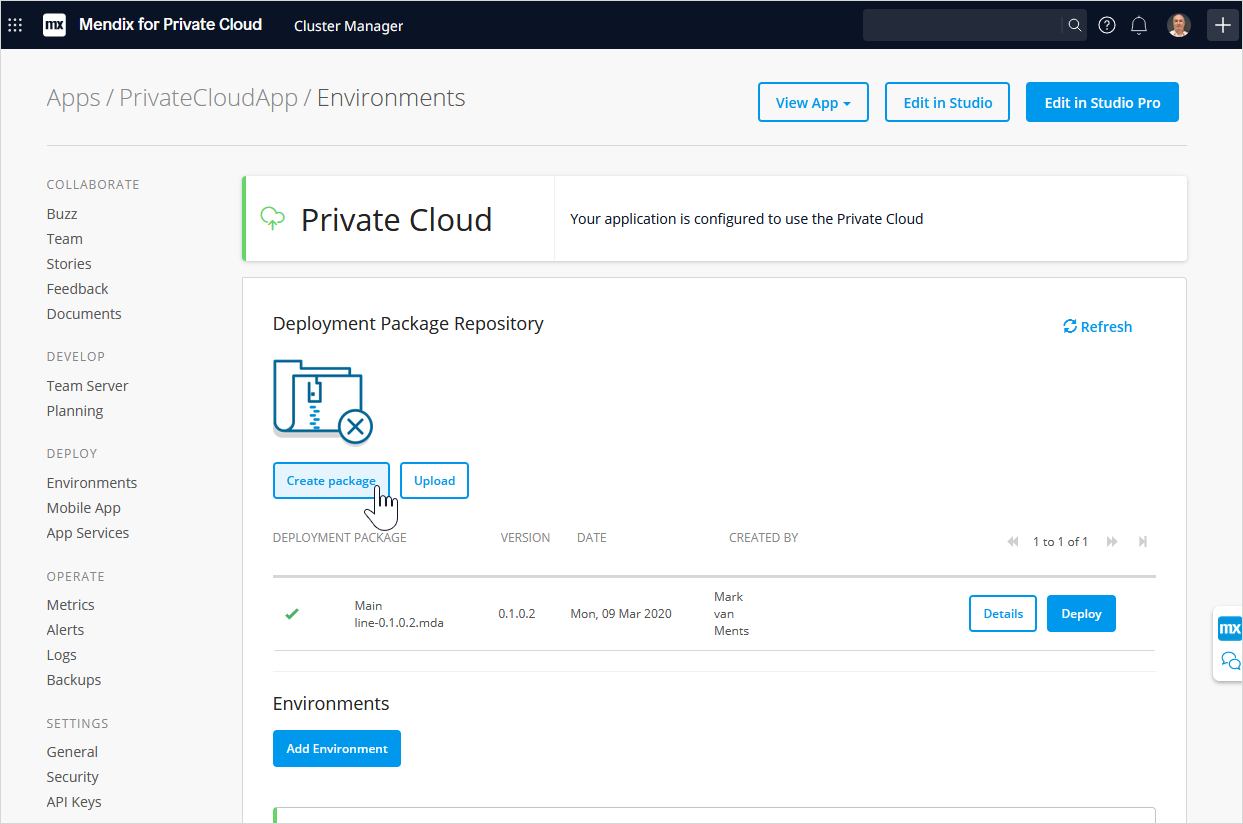 mx Mendix for Private Cloud Cluster Manager
Apps / PrivateCloudApp / Environments
View App Edit in Studio Edit in Studio Pro
COLLABORATE
Buzz
Team
Stories
Feedback
Documents
DEVELOP
Team Server
Planning
DEPLOY
Environments
Mobile App
App Services
OPERATE
Metrics
Alerts
Logs
Backups
SETTINGS
General
Security
API Keys
Private Cloud
Your application is configured to use the Private Cloud
Deployment Package Repository
Refresh
Create package Upload
DEPLOYMENT PACKAGE VERSION DATE CREATED BY 1 to 1 of 1
Main
line-0.1.0.2.mda
0.1.0.2
Mon, 09 Mar 2020
Mark
van
Ments
Details Deploy
Environments
Add Environment
mx